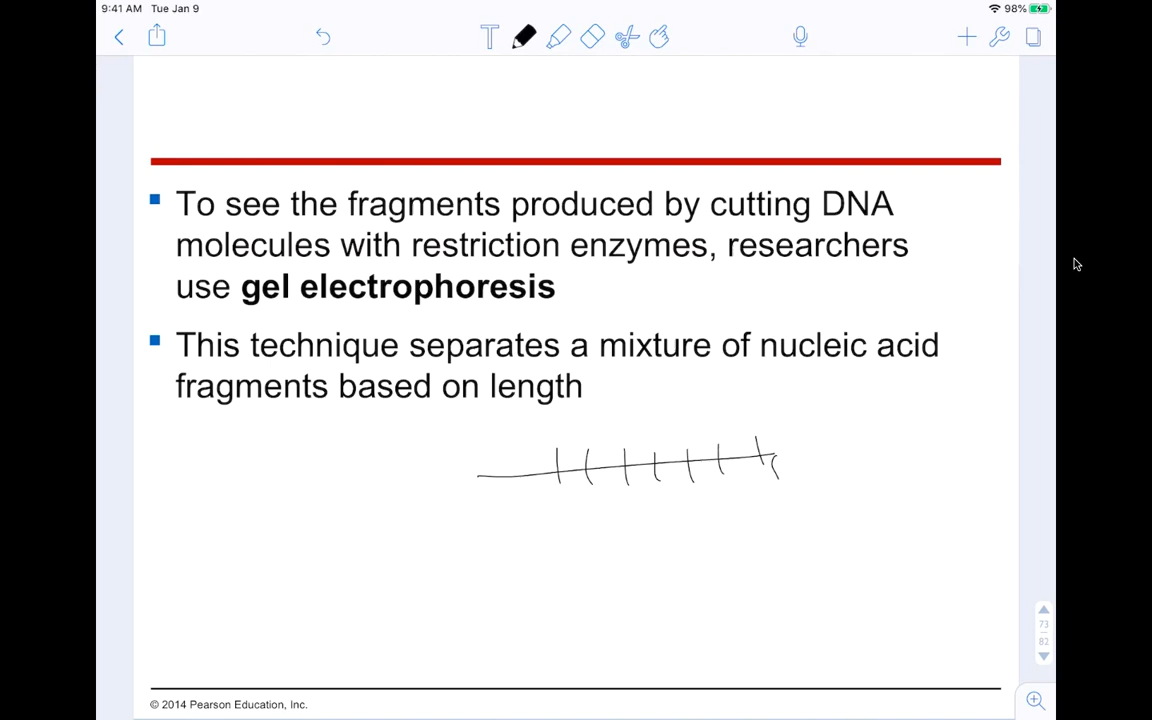 9:41 AM Tue Jan 9
98%
T
To see the fragments produced by cutting DNA
molecules with restriction enzymes, researchers
use gel electrophoresis
This technique separates a mixture of nucleic acid
fragments based on length
73
82
© 2014 Pearson Education, Inc.